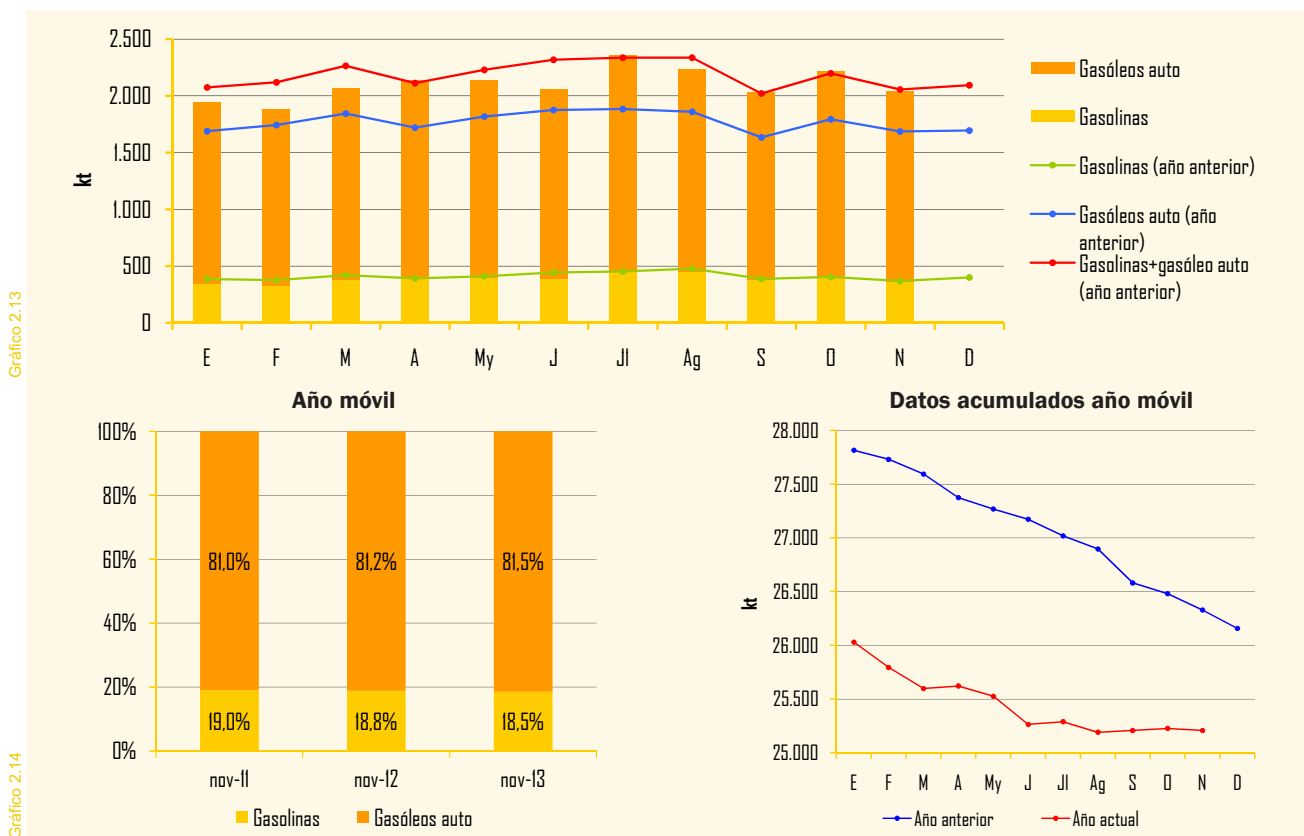 2.500
2.000
1.500
1.000
500
0
kt
E F M A My J Jl Ag S O N D
Gasóleos auto
Gasolinas
Gasolinas (año anterior)
Gasóleos auto (año
anterior)
Gasolinas+gasóleo auto
(año anterior)
Gráfico 2.13
Año móvil
100%
80%
60%
40%
20%
0%
81,0% 81,2% 81,5%
19,0% 18,8% 18,5%
nov-11 nov-12 nov-13
Gasolinas Gasóleos auto
Datos acumulados año móvil
28.000
27.500
27.000
26.500
26.000
25.500
25.000
kt
E F M A My J Jl Ag S O N D
Año anterior Año actual
Gráfico 2.14